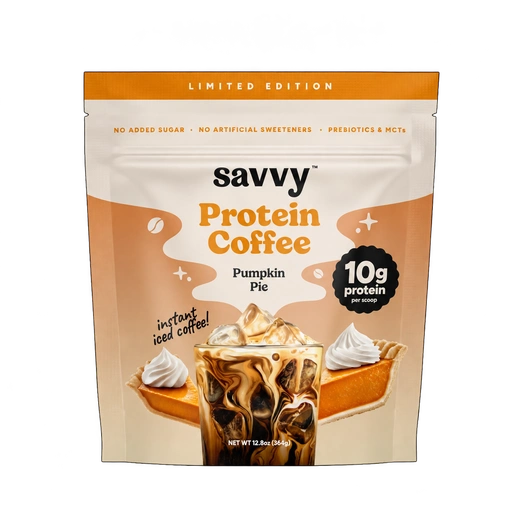 LIMITED EDITION
NO ADDED SUGAR • NO ARTIFICIAL SWEETENERS • PREBIOTICS & MCTs
savvy™
Protein
Coffee
Pumpkin
Pie
10g
protein
per scoop
instant
iced coffee!
NET WT 12.8oz (364g)